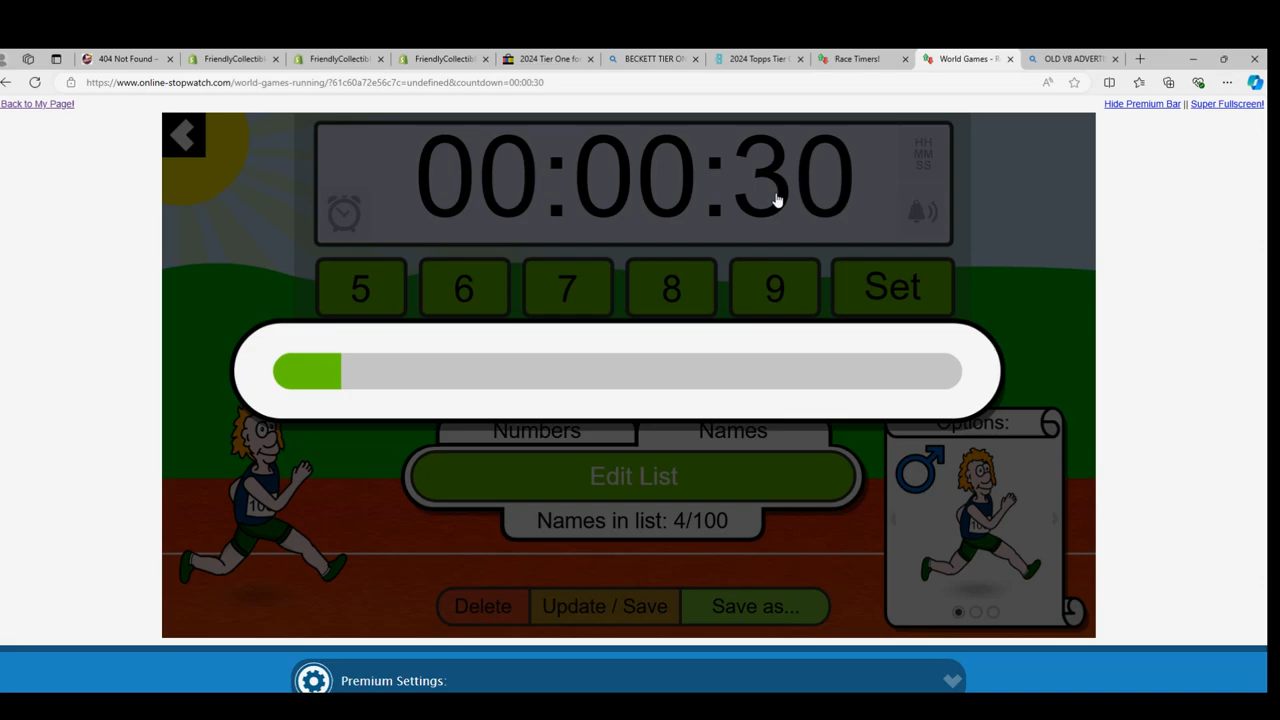 404 Not Found –
FriendlyCollectibl
FriendlyCollectibl
FriendlyCollectibl
2024 Tier One fo
BECKETT TIER ON
2024 Topps Tier
Race Timers!
World Games - R
OLD V8 ADVERTI
https://www.online-stopwatch.com/world-games-running/?61c60a72e56c7c=undefined&countdown=00:00:30
Back to My Page!
Hide Premium Bar || Super Fullscreen!
00:00:30
HH
MM
SS
5 6 7 8 9 Set
Numbers Names
Options:
Edit List
Names in list: 4/100
Delete Update / Save Save as...
Premium Settings: